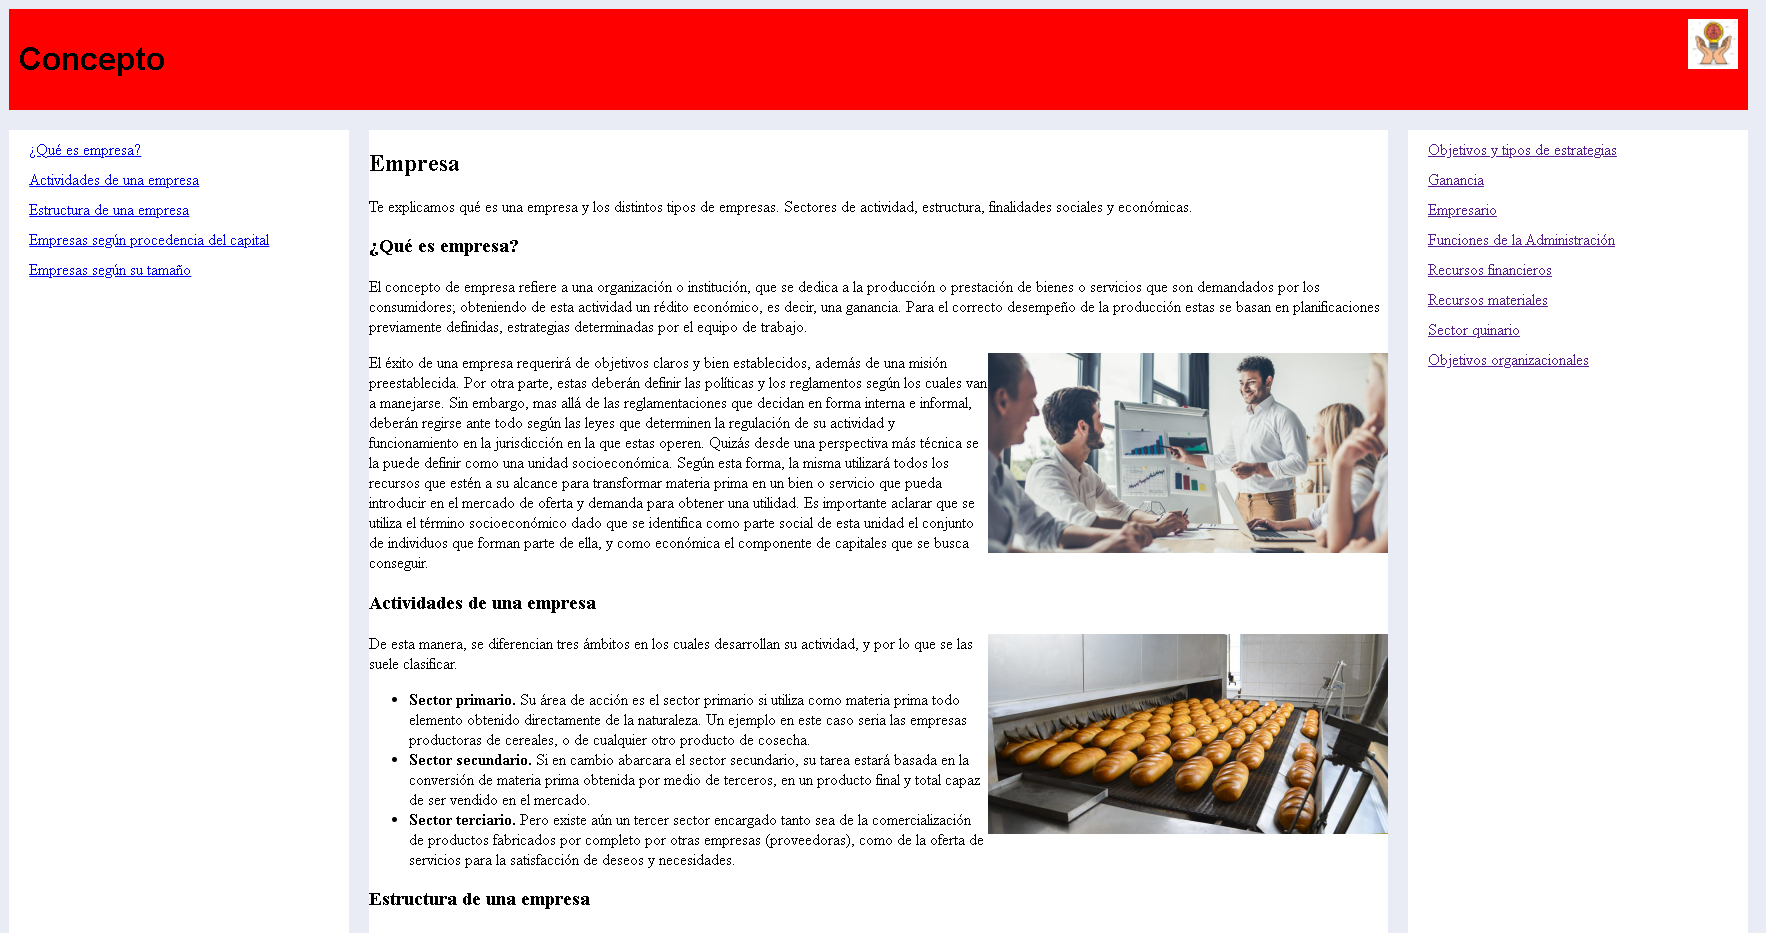 Concepto
¿Qué es empresa?
Actividades de una empresa
Estructura de una empresa
Empresas según procedencia del capital
Empresas según su tamaño
Empresa
Te explicamos qué es una empresa y los distintos tipos de empresas. Sectores de actividad, estructura, finalidades sociales y económicas.
¿Qué es empresa?
El concepto de empresa refiere a una organización o institución, que se dedica a la producción o prestación de bienes o servicios que son demandados por los
consumidores; obteniendo de esta actividad un rédito económico, es decir, una ganancia. Para el correcto desempeño de la producción estas se basan en planificaciones
previamente definidas, estrategias determinadas por el equipo de trabajo.
El éxito de una empresa requerirá de objetivos claros y bien establecidos, además de una misión
preestablecida. Por otra parte, estas deberán definir las políticas y los reglamentos según los cuales van
a manejarse. Sin embargo, mas allá de las reglamentaciones que decidan en forma interna e informal,
deberán regirse ante todo según las leyes que determinen la regulación de su actividad y
funcionamiento en la jurisdicción en la que estas operen. Quizás desde una perspectiva más técnica se
la puede definir como una unidad socioeconómica. Según esta forma, la misma utilizará todos los
recursos que estén a su alcance para transformar materia prima en un bien o servicio que pueda
introducir en el mercado de oferta y demanda para obtener una utilidad. Es importante aclarar que se
utiliza el término socioeconómico dado que se identifica como parte social de esta unidad el conjunto
de individuos que forman parte de ella, y como económica el componente de capitales que se busca
conseguir.
Actividades de una empresa
De esta manera, se diferencian tres ámbitos en los cuales desarrollan su actividad, y por lo que se las
suele clasificar.
• Sector primario. Su área de acción es el sector primario si utiliza como materia prima todo
elemento obtenido directamente de la naturaleza. Un ejemplo en este caso seria las empresas
productoras de cereales, o de cualquier otro producto de cosecha.
• Sector secundario. Si en cambio abarcara el sector secundario, su tarea estará basada en la
conversión de materia prima obtenida por medio de terceros, en un producto final y total capaz
de ser vendido en el mercado.
• Sector terciario. Pero existe aún un tercer sector encargado tanto sea de la comercialización
de productos fabricados por completo por otras empresas (proveedoras), como de la oferta de
servicios para la satisfacción de deseos y necesidades.
Estructura de una empresa
Objetivos y tipos de estrategias
Ganancia
Empresario
Funciones de la Administración
Recursos financieros
Recursos materiales
Sector quinario
Objetivos organizacionales